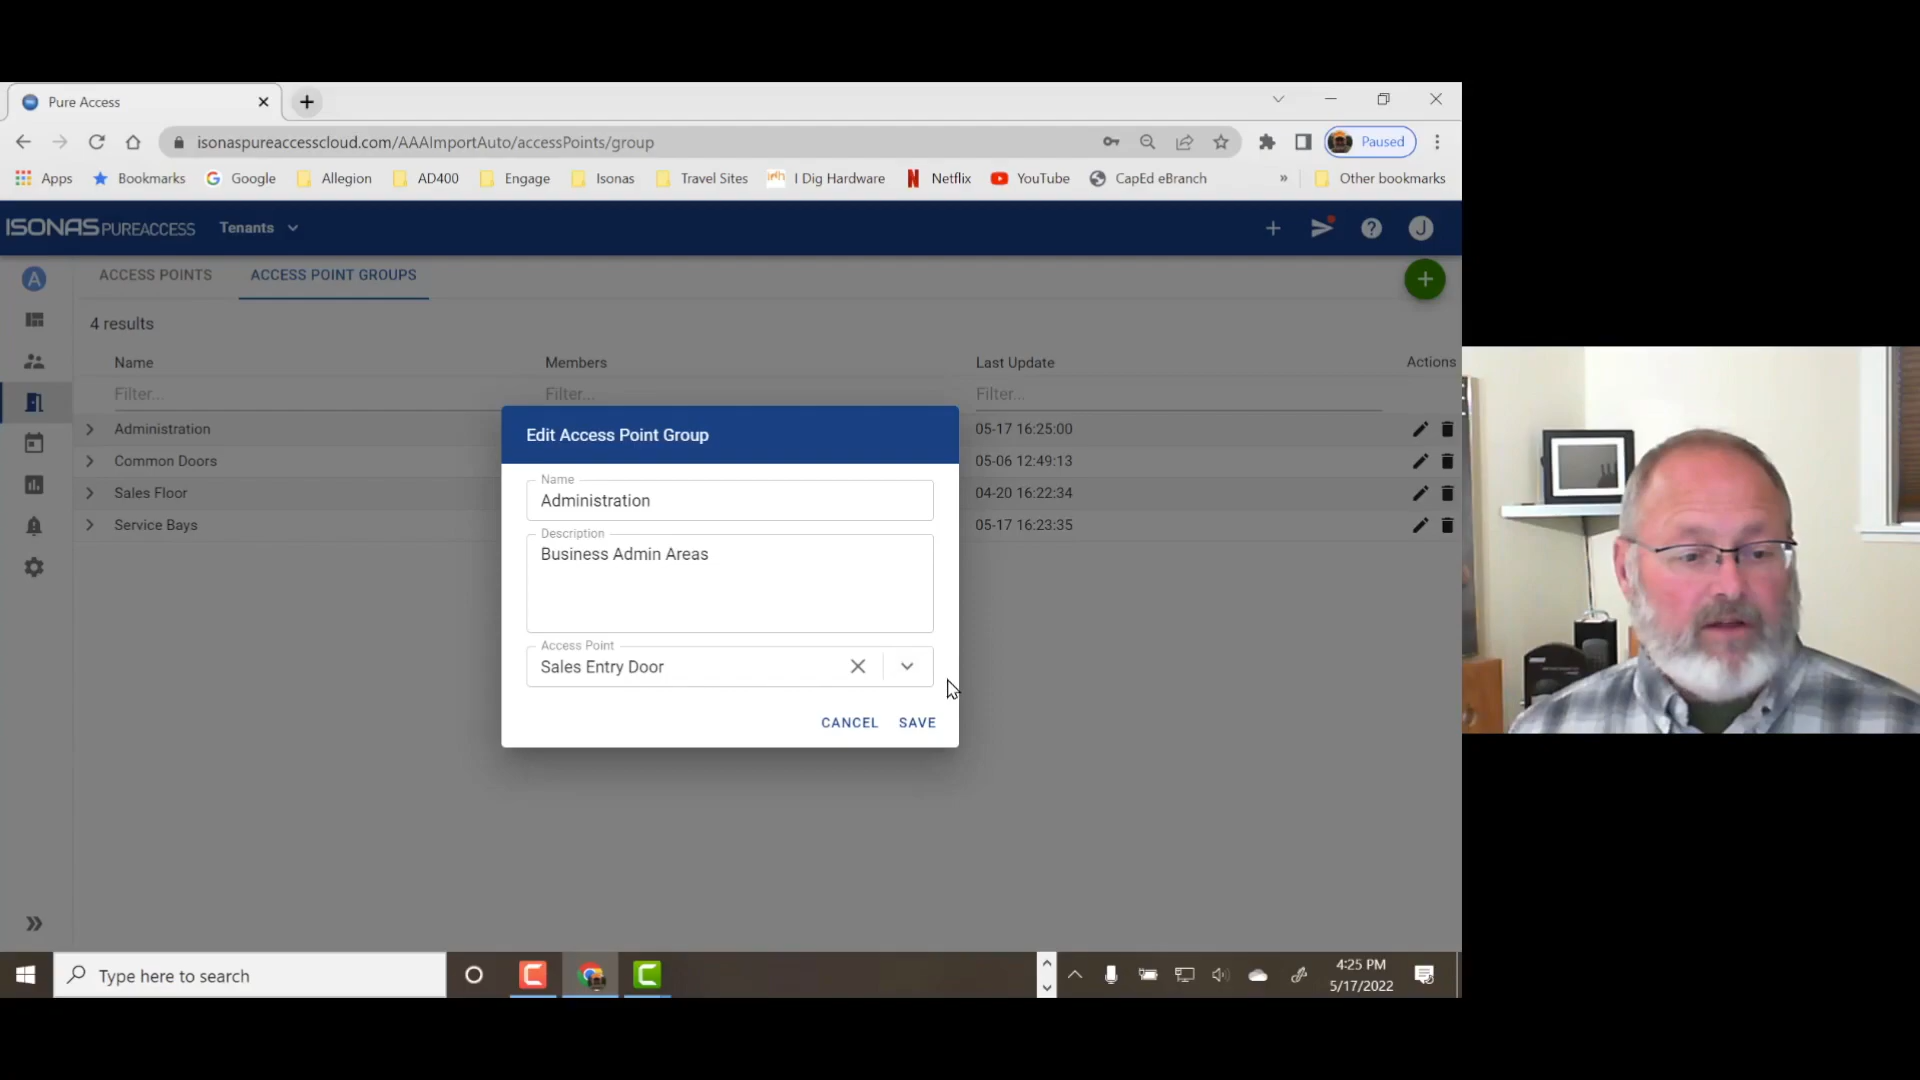 Pure Access
isonaspureaccesscloud.com/AAAImportAuto/accessPoints/group
Paused
Apps Bookmarks Google Allegion AD400 Engage Isonas Travel Sites I Dig Hardware Netflix YouTube CapEd eBranch » Other bookmarks
ISONAS PUREACCESS Tenants J
A ACCESS POINTS ACCESS POINT GROUPS
4 results
Name Members Last Update Actions
Filter... Filter... Filter...
Administration 05-17 16:25:00
Common Doors 05-06 12:49:13
Sales Floor 04-20 16:22:34
Service Bays 05-17 16:23:35
Edit Access Point Group
Name
Administration
Description
Business Admin Areas
Access Point
Sales Entry Door
CANCEL SAVE
Type here to search
4:25 PM
5/17/2022